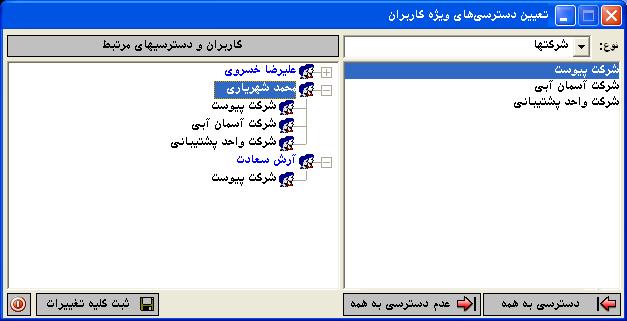 تعیین دسترسی‌های ویژه کاربران
نوع:
شرکتها
شرکت پیوست
شرکت آسمان آبی
شرکت واحد پشتیبانی
کاربران و دسترسیهای مرتبط
علیرضا خسروی
محمد شهریاری
شرکت پیوست
شرکت آسمان آبی
شرکت واحد پشتیبانی
آرش سعادت
شرکت پیوست
دسترسی به همه
عدم دسترسی به همه
ثبت کلیه تغییرات